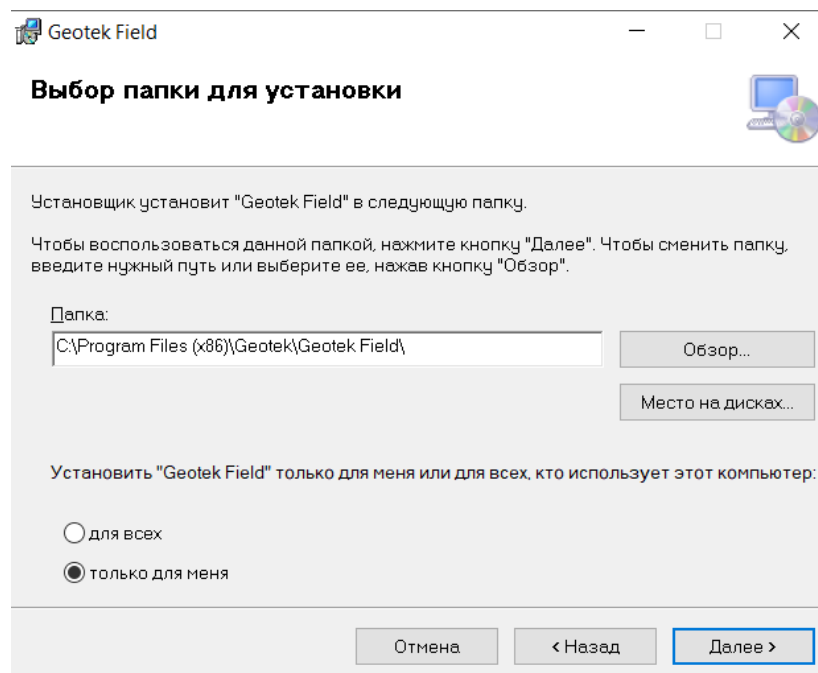 Geotek Field
Выбор папки для установки
Установщик установит "Geotek Field" в следующую папку.
Чтобы воспользоваться данной папкой, нажмите кнопку "Далее". Чтобы сменить папку,
введите нужный путь или выберите ее, нажав кнопку "Обзор".
Папка:
C:\Program Files (x86)\Geotek\Geotek Field\
Обзор...
Место на дисках...
Установить "Geotek Field" только для меня или для всех, кто использует этот компьютер:
для всех
только для меня
Отмена
< Назад
Далее >